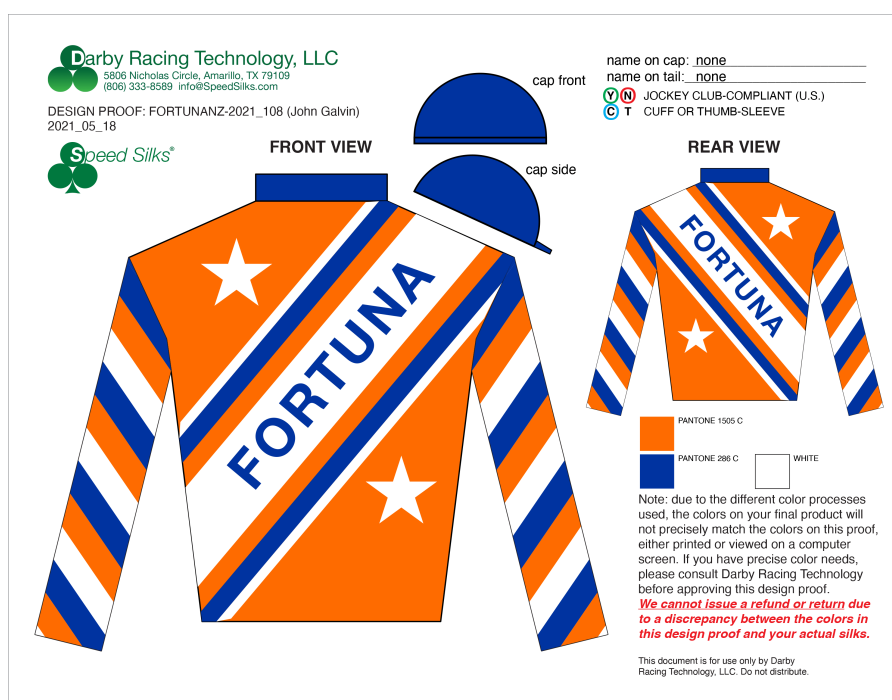 Darby Racing Technology, LLC
5806 Nicholas Circle, Amarillo, TX 79109
(806) 333-8589 info@SpeedSilks.com
DESIGN PROOF: FORTUNANZ-2021_108 (John Galvin)
2021_05_18
Speed Silks®
FRONT VIEW
cap front
cap side
name on cap: none
name on tail: none
Y N JOCKEY CLUB-COMPLIANT (U.S.)
C T CUFF OR THUMB-SLEEVE
REAR VIEW
FORTUNA
FORTUNA
PANTONE 1505 C
PANTONE 286 C
WHITE
Note: due to the different color processes
used, the colors on your final product will
not precisely match the colors on this proof,
either printed or viewed on a computer
screen. If you have precise color needs,
please consult Darby Racing Technology
before approving this design proof.
We cannot issue a refund or return due
to a discrepancy between the colors in
this design proof and your actual silks.
This document is for use only by Darby
Racing Technology, LLC. Do not distribute.